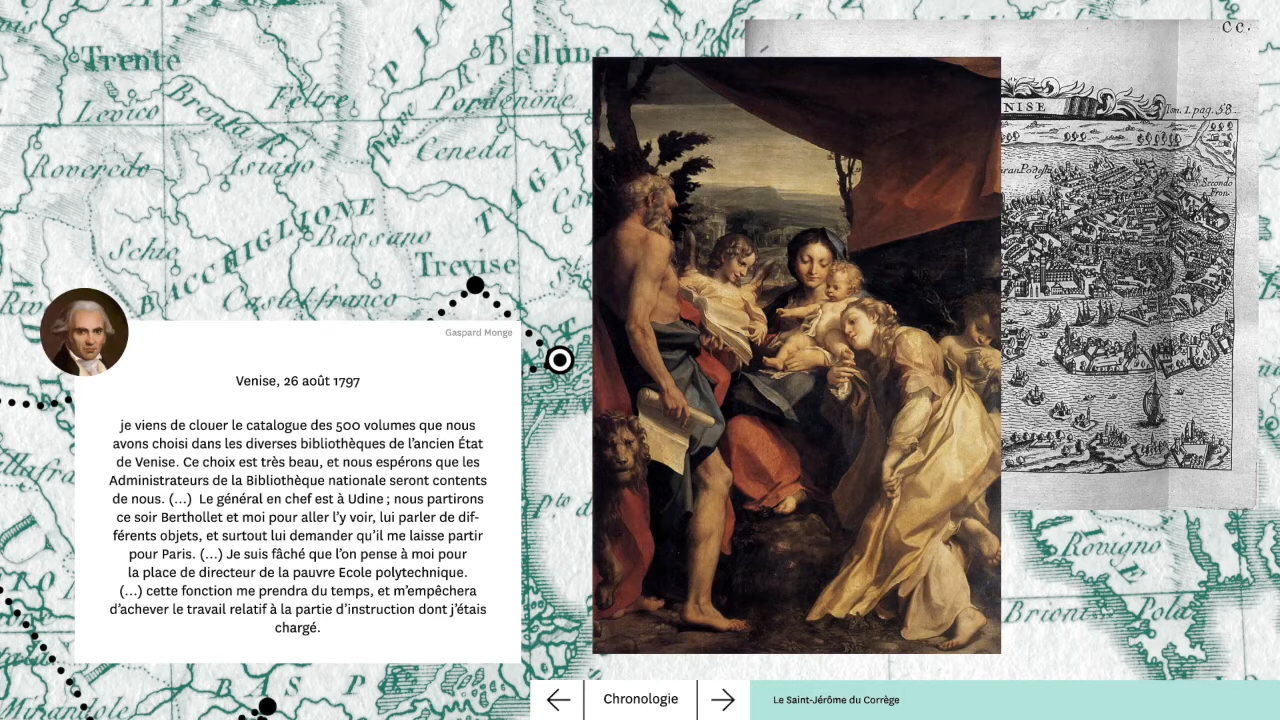 Trente
Bellune
Levico
Brenta
Feltre
Piave
Pordenone
Roveredo
Asiago
Ceneda
BACCHIGLIONE
Schio
Bassano
Trevise
Castelfranco
Gaspard Monge
Venise, 26 août 1797
je viens de clouer le catalogue des 500 volumes que nous
avons choisi dans les diverses bibliothèques de l'ancien État
de Venise. Ce choix est très beau, et nous espérons que les
Administrateurs de la Bibliothèque nationale seront contents
de nous. (...) Le général en chef est à Udine ; nous partirons
ce soir Berthollet et moi pour aller l'y voir, lui parler de dif-
férents objets, et surtout lui demander qu'il me laisse partir
pour Paris. (...) Je suis fâché que l'on pense à moi pour
la place de directeur de la pauvre Ecole polytechnique.
(...) cette fonction me prendra du temps, et m'empêchera
d'achever le travail relatif à la partie d'instruction dont j'étais
chargé.
CC.
NISE
Tom. 1. pag. 58.
S. Secondo
Rovigno
Brioni
Pola
Chronologie
Le Saint-Jérôme du Corrège